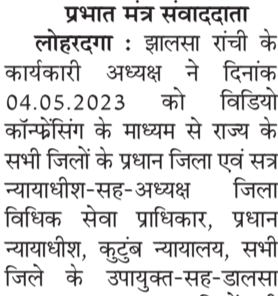 प्रभात मंत्र संवाददाता
लोहरदगा : झालसा रांची के
कार्यकारी अध्यक्ष ने दिनांक
04.05.2023 को विडियो
कॉन्फ्रेंसिंग के माध्यम से राज्य के
सभी जिलों के प्रधान जिला एवं सत्र
न्यायाधीश-सह-अध्यक्ष जिला
विधिक सेवा प्राधिकार, प्रधान
न्यायाधीश, कुटुंब न्यायालय, सभी
जिले के उपायुक्त-सह-डालसा